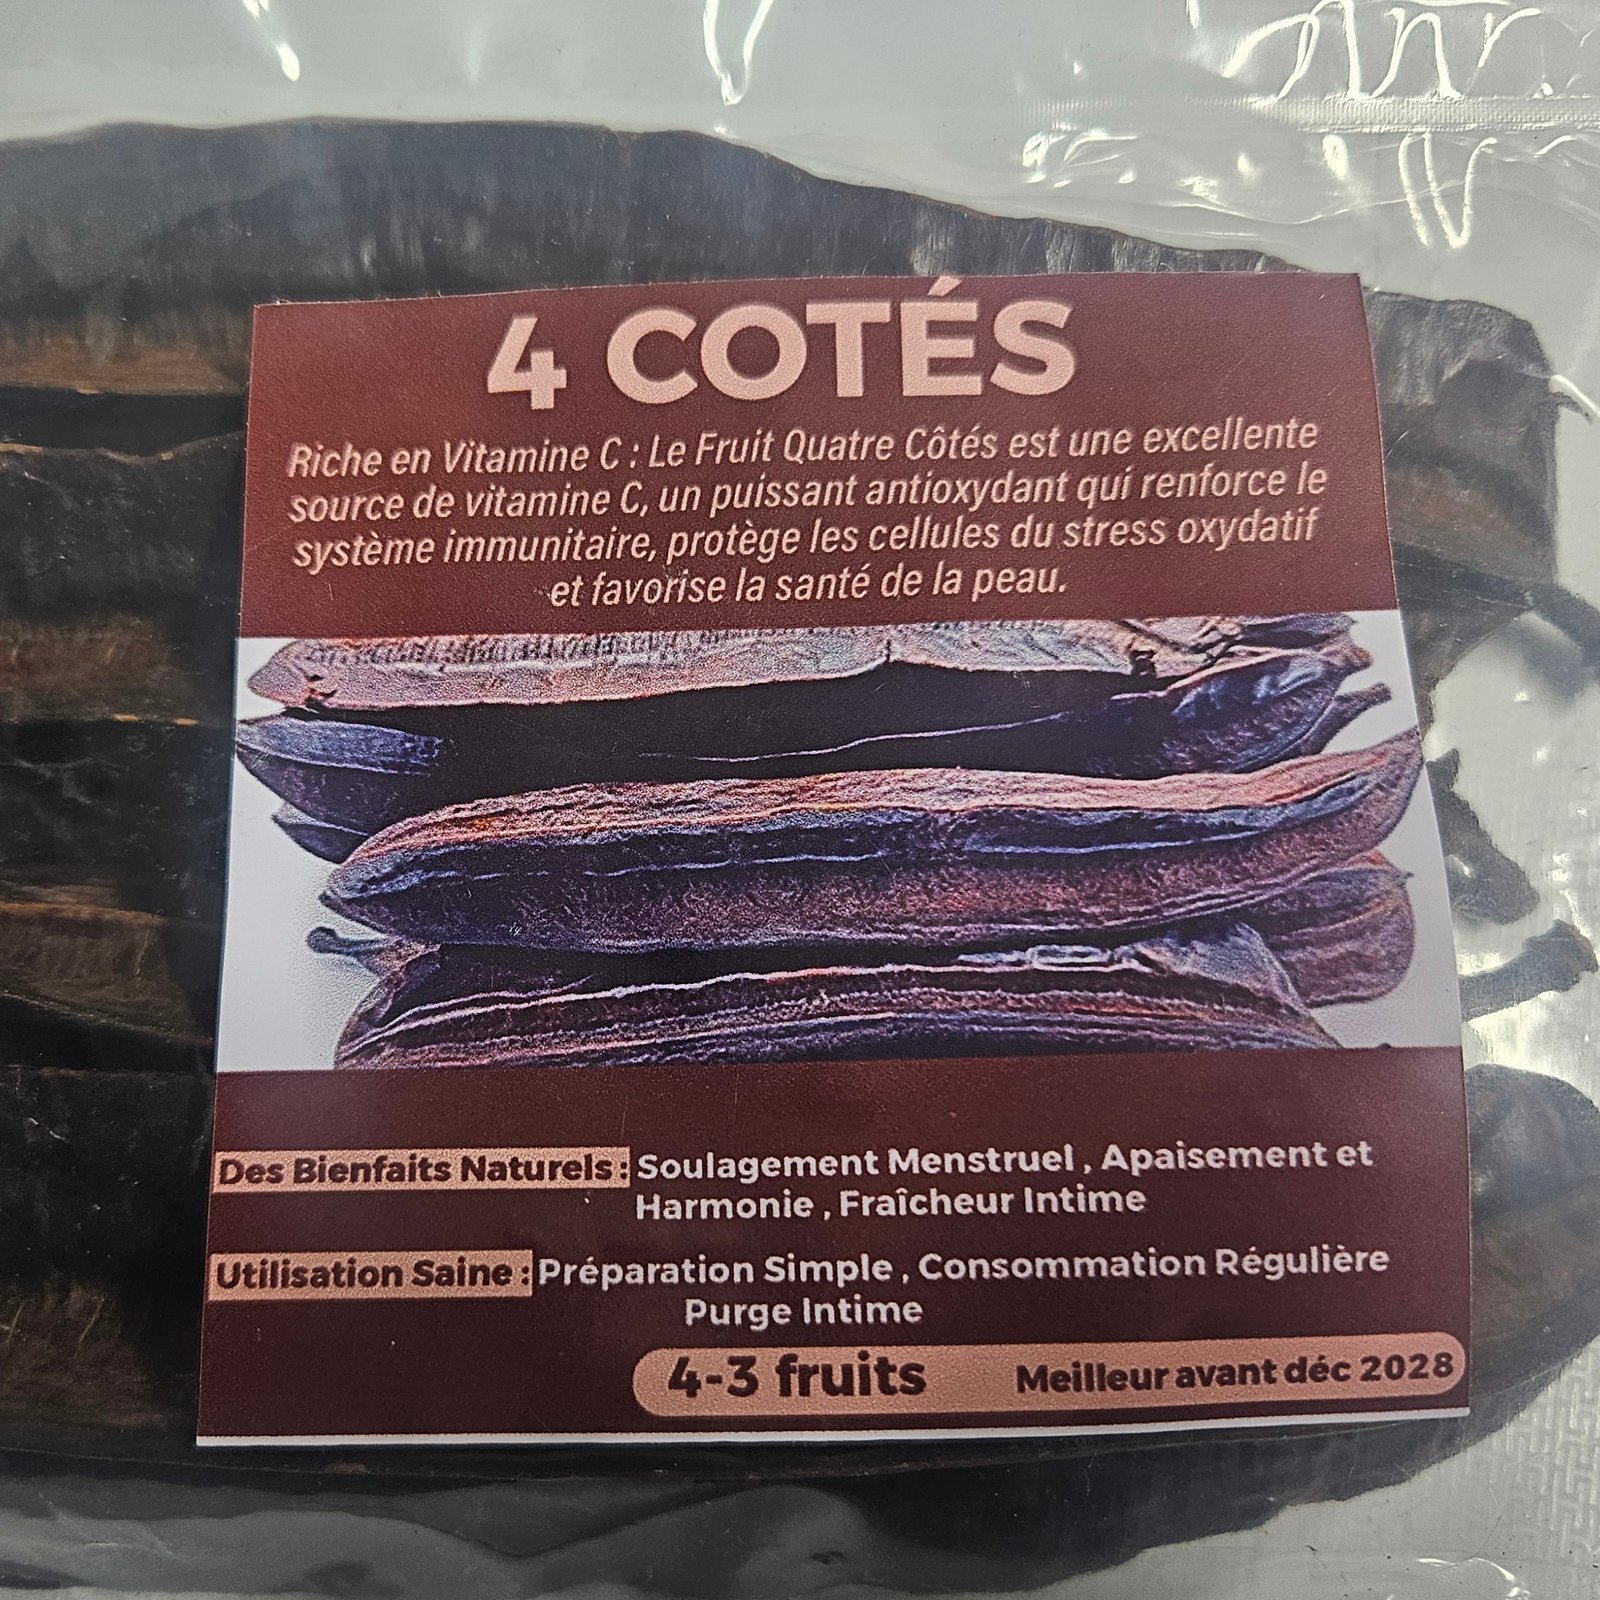 4 COTÉS
Riche en Vitamine C : Le Fruit Quatre Côtés est une excellente
source de vitamine C, un puissant antioxydant qui renforce le
système immunitaire, protège les cellules du stress oxydatif
et favorise la santé de la peau.
Des Bienfaits Naturels : Soulagement Menstruel , Apaisement et
Harmonie , Fraîcheur Intime
Utilisation Saine : Préparation Simple , Consommation Régulière
Purge Intime
4-3 fruits Meilleur avant déc 2028